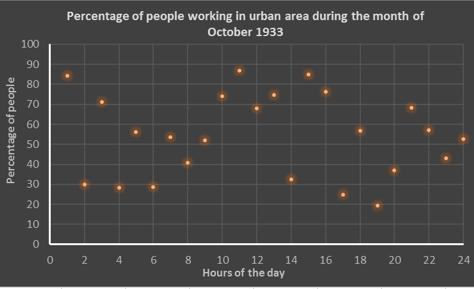 Percentage of people working in urban area during the month of
October 1933
100
90
80
70
60
50
40
30
20
10
0
Percentage of people
0 2 4 6 8 10 12 14 16 18 20 22 24
Hours of the day